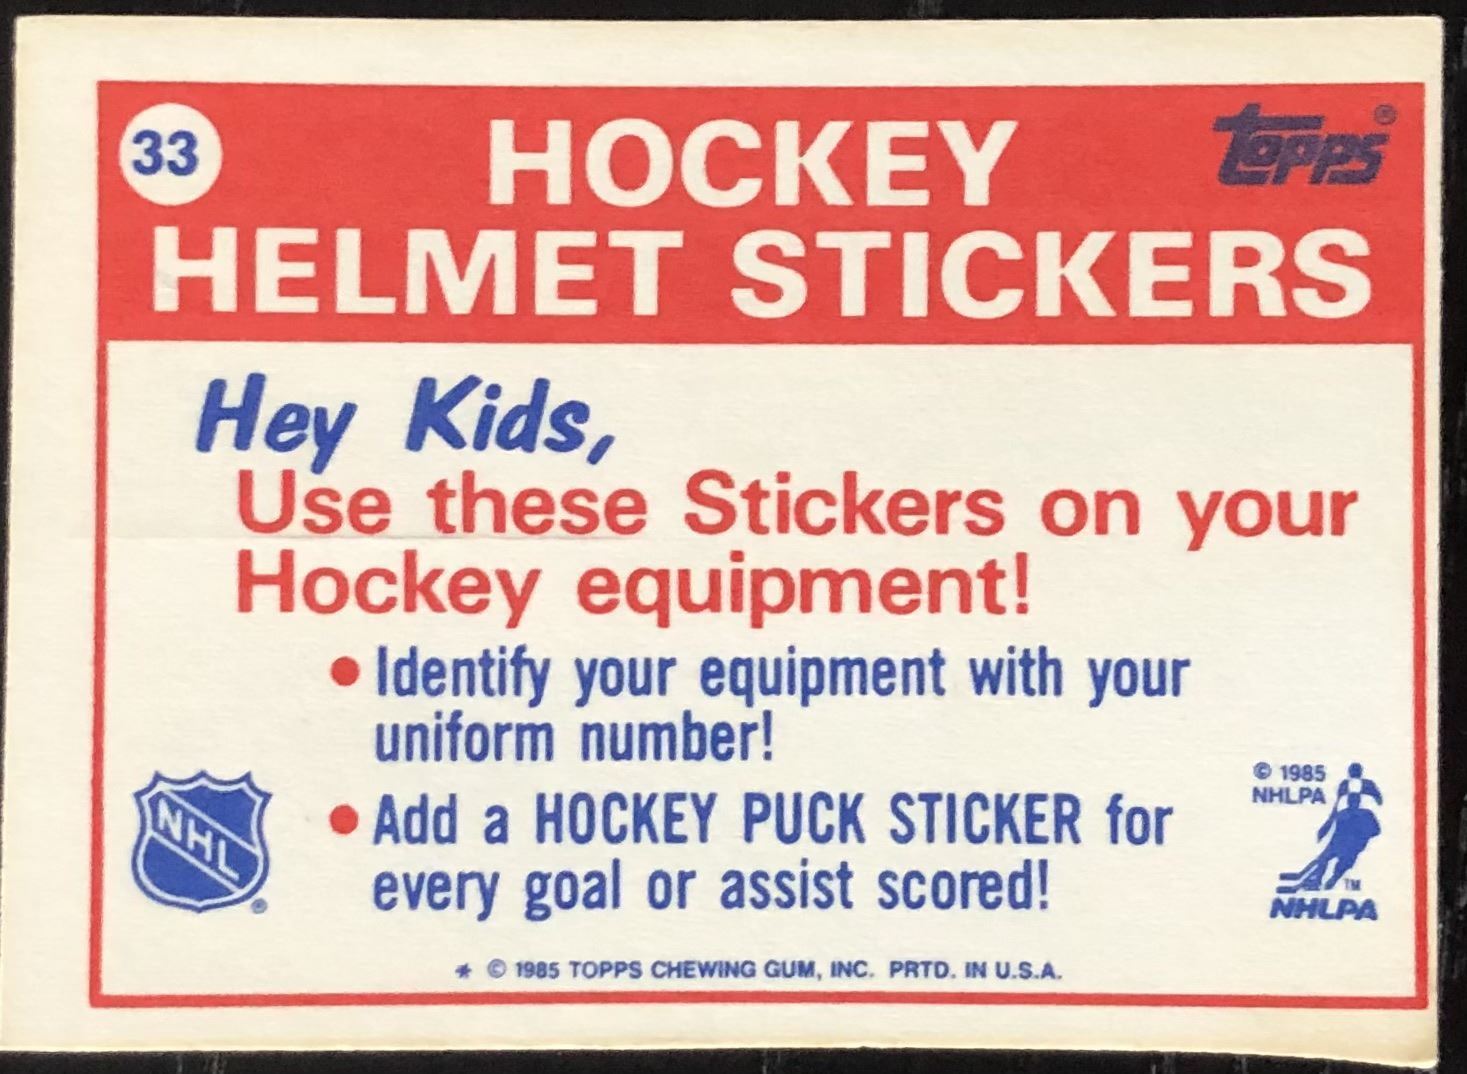 33
HOCKEY
topps®
HELMET STICKERS
Hey Kids,
Use these Stickers on your
Hockey equipment!
• Identify your equipment with your
uniform number!
• Add a HOCKEY PUCK STICKER for
every goal or assist scored!
NHL
®
© 1985
NHLPA
TM
NHLPA
* © 1985 TOPPS CHEWING GUM, INC. PRTD. IN U.S.A.